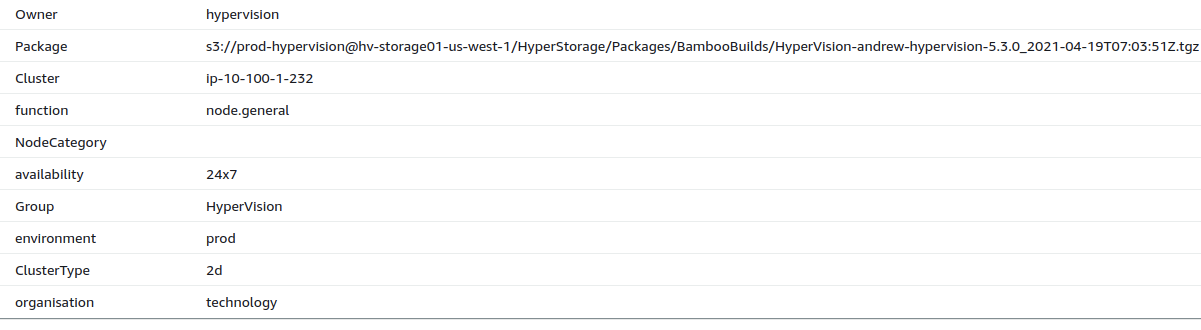 Owner hypervision
Package s3://prod-hypervision@hv-storage01-us-west-1/HyperStorage/Packages/BambooBuilds/HyperVision-andrew-hypervision-5.3.0_2021-04-19T07:03:51Z.tgz
Cluster ip-10-100-1-232
function node.general
NodeCategory
availability 24x7
Group HyperVision
environment prod
ClusterType 2d
organisation technology